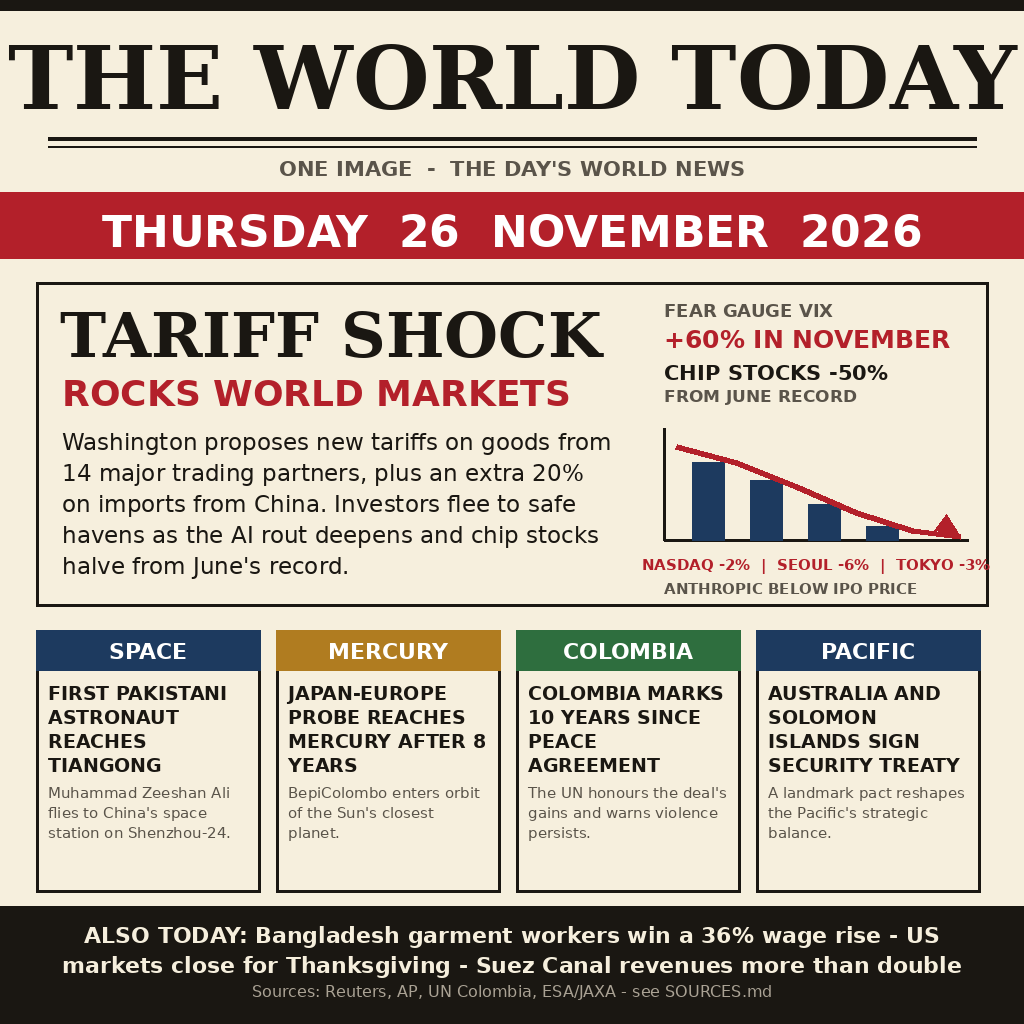 THE WORLD TODAY
ONE IMAGE - THE DAY'S WORLD NEWS
THURSDAY 26 NOVEMBER 2026
TARIFF SHOCK
ROCKS WORLD MARKETS
Washington proposes new tariffs on goods from
14 major trading partners, plus an extra 20%
on imports from China. Investors flee to safe
havens as the AI rout deepens and chip stocks
halve from June's record.
FEAR GAUGE VIX
+60% IN NOVEMBER
CHIP STOCKS -50%
FROM JUNE RECORD
NASDAQ -2% | SEOUL -6% | TOKYO -3%
ANTHROPIC BELOW IPO PRICE
SPACE
FIRST PAKISTANI
ASTRONAUT
REACHES
TIANGONG
Muhammad Zeeshan Ali
flies to China's space
station on Shenzhou-24.
MERCURY
JAPAN-EUROPE
PROBE REACHES
MERCURY AFTER 8
YEARS
BepiColombo enters orbit
of the Sun's closest
planet.
COLOMBIA
COLOMBIA MARKS
10 YEARS SINCE
PEACE
AGREEMENT
The UN honours the deal's
gains and warns violence
persists.
PACIFIC
AUSTRALIA AND
SOLOMON
ISLANDS SIGN
SECURITY TREATY
A landmark pact reshapes
the Pacific's strategic
balance.
ALSO TODAY: Bangladesh garment workers win a 36% wage rise - US
markets close for Thanksgiving - Suez Canal revenues more than double
Sources: Reuters, AP, UN Colombia, ESA/JAXA - see SOURCES.md